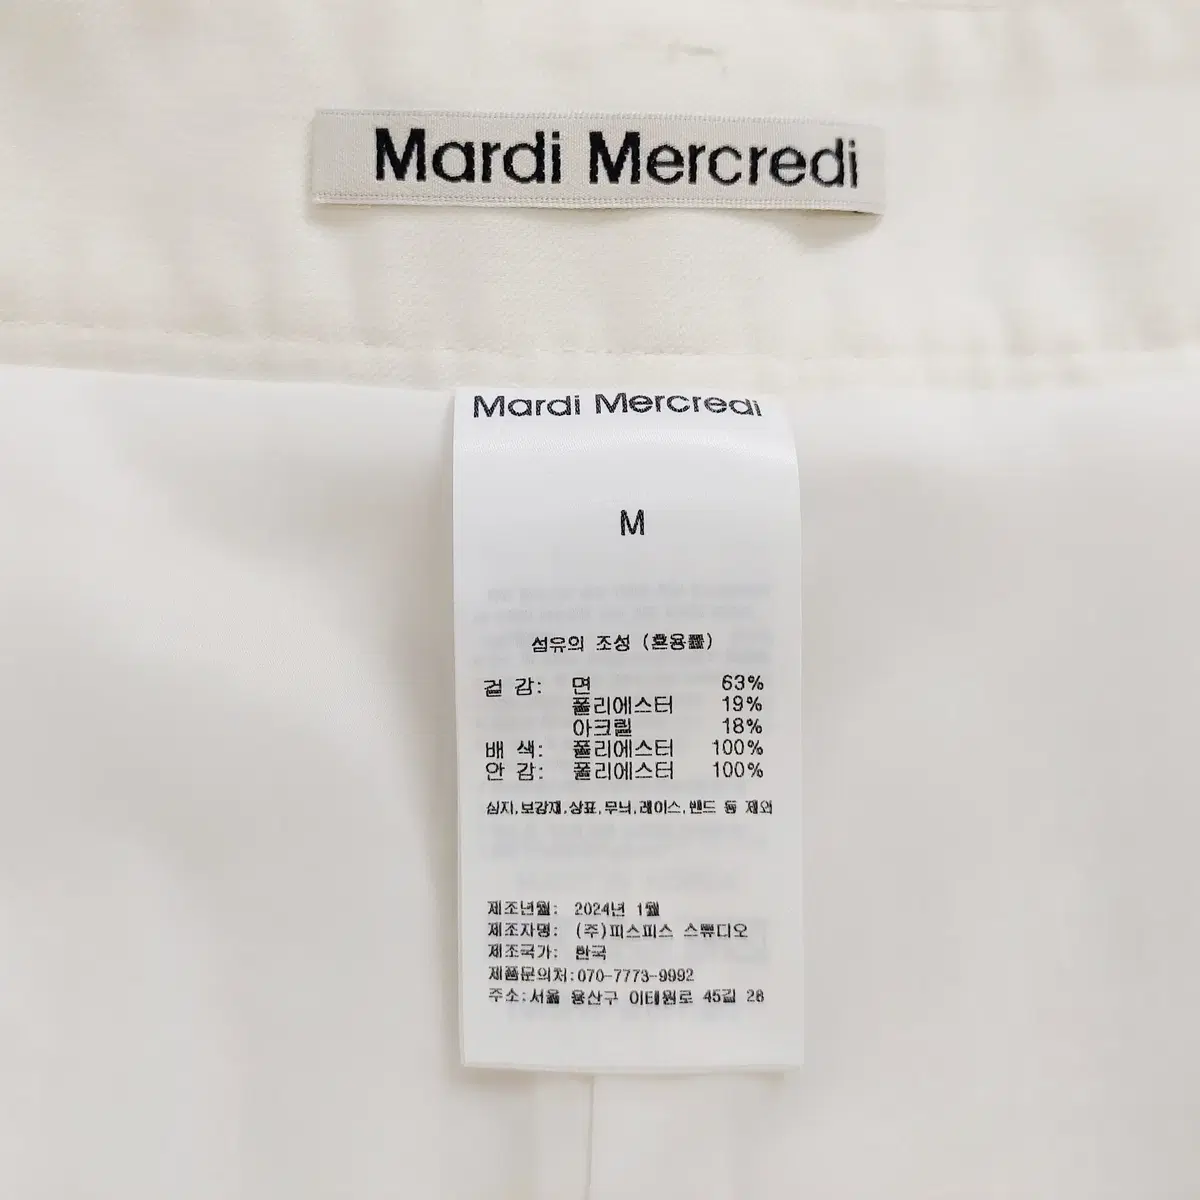 Mardi Mercredi
Mardi Mercredi
M
섬유의 조성 (혼용률)
겉 감: 면 63%
폴리에스터 19%
아크릴 18%
배 색: 폴리에스터 100%
안 감: 폴리에스터 100%
심지,보강재,상표,무늬,레이스,밴드 등 제외
제조년월: 2024년 1월
제조자명: (주)피스피스 스튜디오
제조국가: 한국
제품문의처:070-7773-9992
주소:서울 용산구 이태원로 45길 28